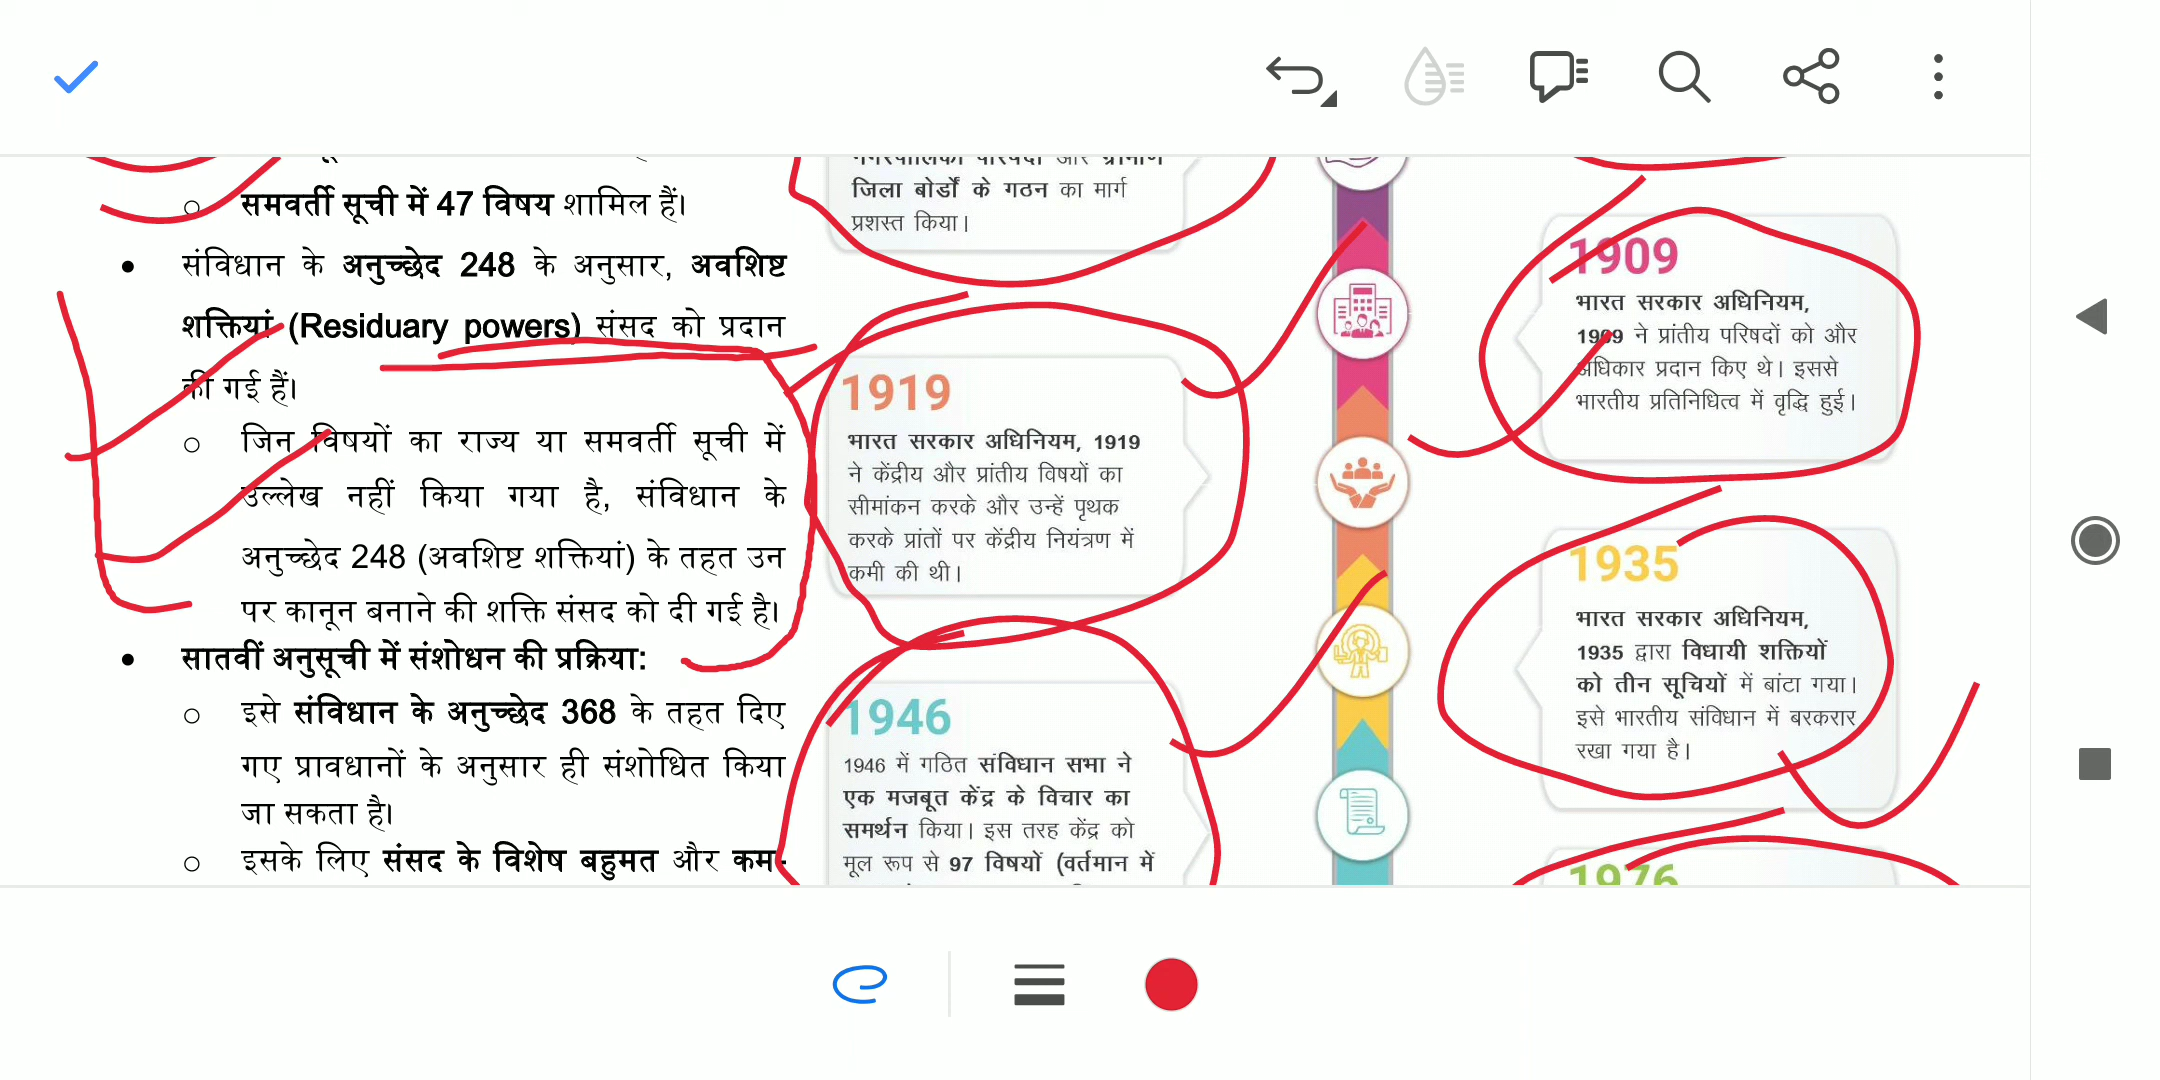 समवर्ती सूची में 47 विषय शामिल हैं।
संविधान के अनुच्छेद 248 के अनुसार, अवशिष्ट
शक्तियां (Residuary powers) संसद को प्रदान
की गई हैं।
जिन विषयों का राज्य या समवर्ती सूची में
उल्लेख नहीं किया गया है, संविधान के
अनुच्छेद 248 (अवशिष्ट शक्तियां) के तहत उन
पर कानून बनाने की शक्ति संसद को दी गई है।
सातवीं अनुसूची में संशोधन की प्रक्रिया:
इसे संविधान के अनुच्छेद 368 के तहत दिए
गए प्रावधानों के अनुसार ही संशोधित किया
जा सकता है।
इसके लिए संसद के विशेष बहुमत और कम-
नगरपालिका परिषदों और ग्रामीण
जिला बोर्डों के गठन का मार्ग
प्रशस्त किया।
1909
भारत सरकार अधिनियम,
1909 ने प्रांतीय परिषदों को और
अधिकार प्रदान किए थे। इससे
भारतीय प्रतिनिधित्व में वृद्धि हुई।
1919
भारत सरकार अधिनियम, 1919
ने केंद्रीय और प्रांतीय विषयों का
सीमांकन करके और उन्हें पृथक
करके प्रांतों पर केंद्रीय नियंत्रण में
कमी की थी।
1935
भारत सरकार अधिनियम,
1935 द्वारा विधायी शक्तियों
को तीन सूचियों में बांटा गया।
इसे भारतीय संविधान में बरकरार
रखा गया है।
1946
1946 में गठित संविधान सभा ने
एक मजबूत केंद्र के विचार का
समर्थन किया। इस तरह केंद्र को
मूल रूप से 97 विषयों (वर्तमान में
1976